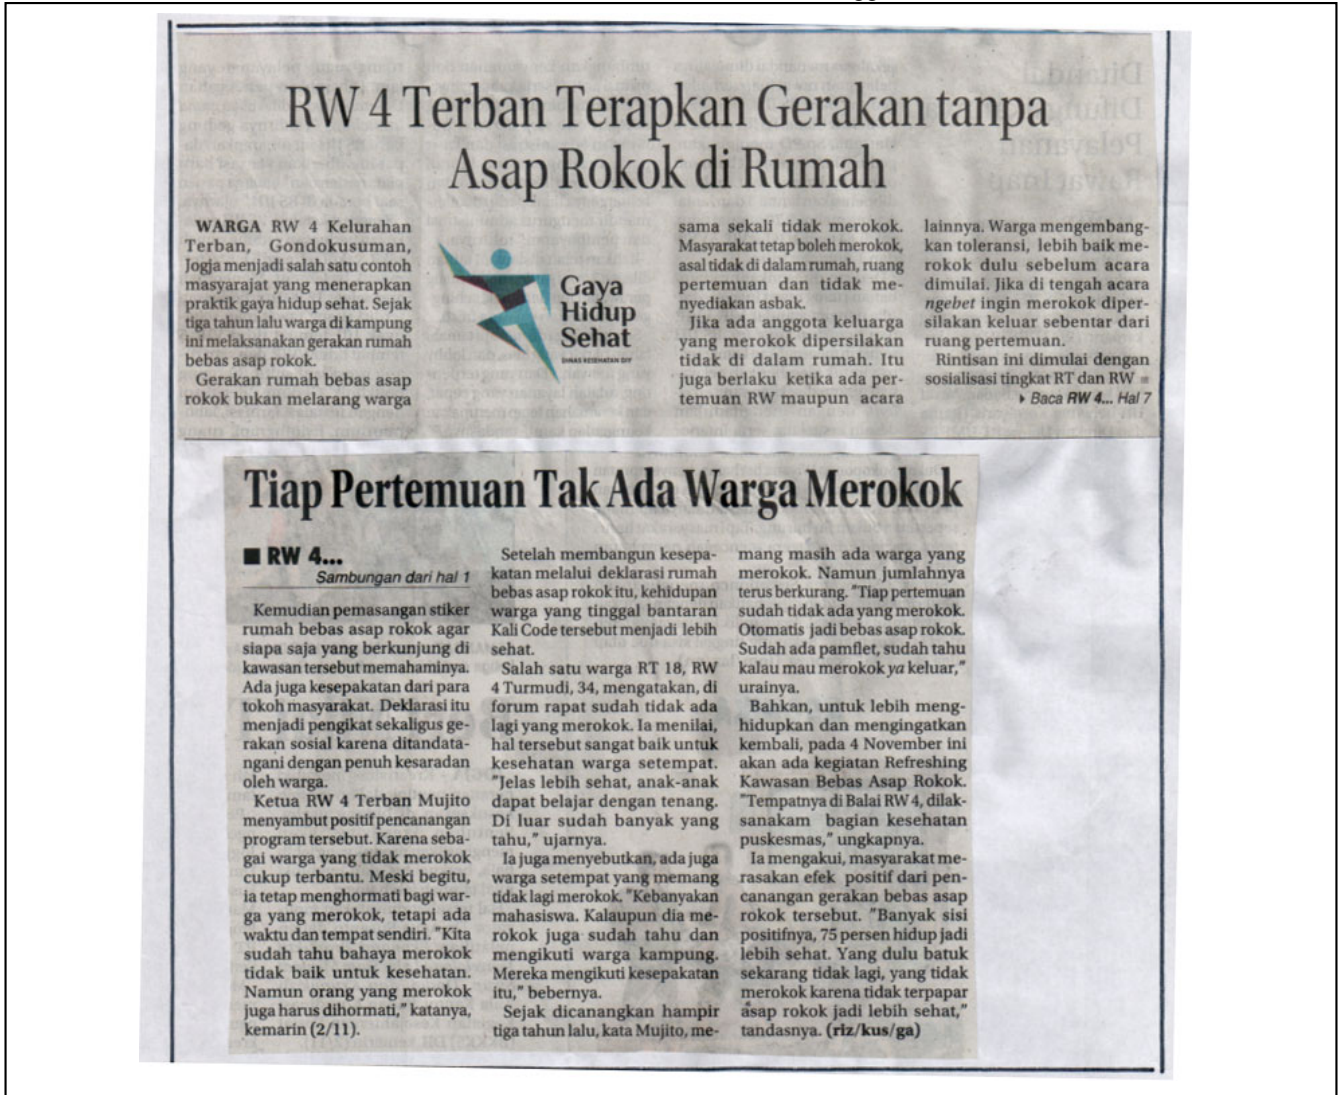 RW 4 Terban Terapkan Gerakan tanpa
Asap Rokok di Rumah
WARGA RW 4 Kelurahan
Terban, Gondokusuman,
Jogja menjadi salah satu contoh
masyarajat yang menerapkan
praktik gaya hidup sehat. Sejak
tiga tahun lalu warga di kampung
ini melaksanakan gerakan rumah
bebas asap rokok.
Gerakan rumah bebas asap
rokok bukan melarang warga
Gaya
Hidup
Sehat
DINAS KESEHATAN DIY
sama sekali tidak merokok.
Masyarakat tetap boleh merokok,
asal tidak di dalam rumah, ruang
pertemuan dan tidak me-
nyediakan asbak.
Jika ada anggota keluarga
yang merokok dipersilakan
tidak di dalam rumah. Itu
juga berlaku ketika ada per-
temuan RW maupun acara
lainnya. Warga mengembang-
kan toleransi, lebih baik me-
rokok dulu sebelum acara
dimulai. Jika di tengah acara
ngebet ingin merokok diper-
silakan keluar sebentar dari
ruang pertemuan.
Rintisan ini dimulai dengan
sosialisasi tingkat RT dan RW
Baca RW 4... Hal 7
Tiap Pertemuan Tak Ada Warga Merokok
■ RW 4...
Sambungan dari hal 1
Kemudian pemasangan stiker
rumah bebas asap rokok agar
siapa saja yang berkunjung di
kawasan tersebut memahaminya.
Ada juga kesepakatan dari para
tokoh masyarakat. Deklarasi itu
menjadi pengikat sekaligus ge-
rakan sosial karena ditandata-
ngani dengan penuh kesaradan
oleh warga.
Ketua RW 4 Terban Mujito
menyambut positif pencanangan
program tersebut. Karena seba-
gai warga yang tidak merokok
cukup terbantu. Meski begitu,
ia tetap menghormati bagi war-
ga yang merokok, tetapi ada
waktu dan tempat sendiri. "Kita
sudah tahu bahaya merokok
tidak baik untuk kesehatan.
Namun orang yang merokok
juga harus dihormati," katanya,
kemarin (2/11).
Setelah membangun kesepa-
katan melalui deklarasi rumah
bebas asap rokok itu, kehidupan
warga yang tinggal bantaran
Kali Code tersebut menjadi lebih
sehat.
Salah satu warga RT 18, RW
4 Turmudi, 34, mengatakan, di
forum rapat sudah tidak ada
lagi yang merokok. Ia menilai,
hal tersebut sangat baik untuk
kesehatan warga setempat.
"Jelas lebih sehat, anak-anak
dapat belajar dengan tenang.
Di luar sudah banyak yang
tahu," ujarnya.
Ia juga menyebutkan, ada juga
warga setempat yang memang
tidak lagi merokok. "Kebanyakan
mahasiswa. Kalaupun dia me-
rokok juga sudah tahu dan
mengikuti warga kampung.
Mereka mengikuti kesepakatan
itu," bebernya.
Sejak dicanangkan hampir
tiga tahun lalu, kata Mujito, me-
mang masih ada warga yang
merokok. Namun jumlahnya
terus berkurang. "Tiap pertemuan
sudah tidak ada yang merokok.
Otomatis jadi bebas asap rokok.
Sudah ada pamflet, sudah tahu
kalau mau merokok ya keluar,"
urainya.
Bahkan, untuk lebih meng-
hidupkan dan mengingatkan
kembali, pada 4 November ini
akan ada kegiatan Refreshing
Kawasan Bebas Asap Rokok.
"Tempatnya di Balai RW 4, dilak-
sanakam bagian kesehatan
puskesmas," ungkapnya.
Ia mengakui, masyarakat me-
rasakan efek positif dari pen-
canangan gerakan bebas asap
rokok tersebut. "Banyak sisi
positifnya, 75 persen hidup jadi
lebih sehat. Yang dulu batuk
sekarang tidak lagi, yang tidak
merokok karena tidak terpapar
asap rokok jadi lebih sehat,"
tandasnya. (riz/kus/ga)